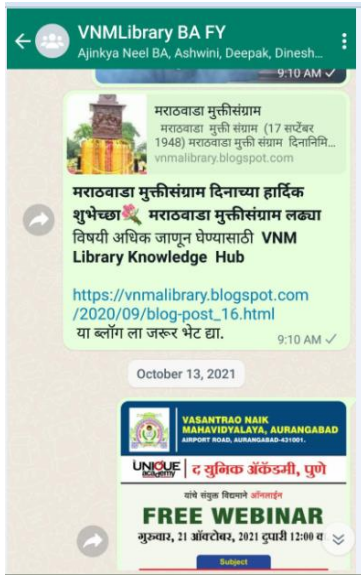 VNMLibrary BA FY
Ajinkya Neel BA, Ashwini, Deepak, Dinesh...
9:10 AM
मराठवाडा मुक्तीसंग्राम
मराठवाडा मुक्ती संग्राम (17 सप्टेंबर
1948) मराठवाडा मुक्ती संग्राम दिनानिमि...
vnmalibrary.blogspot.com
मराठवाडा मुक्तीसंग्राम दिनाच्या हार्दिक
शुभेच्छा💐 मराठवाडा मुक्तीसंग्राम लढ्या
विषयी अधिक जाणून घेण्यासाठी VNM
Library Knowledge Hub
https://vnmalibrary.blogspot.com
/2020/09/blog-post_16.html
या ब्लॉग ला जरूर भेट द्या.
9:10 AM
October 13, 2021
VASANTRAO NAIK
MAHAVIDYALAYA, AURANGABAD
AIRPORT ROAD, AURANGABAD-431001.
UNIQUE academy द युनिक अ‍ॅकॅडमी, पुणे
यांचे संयुक्त विद्यमाने ऑनलाईन
FREE WEBINAR
गुरुवार, 21 ऑक्टोबर, 2021 दुपारी 12:00 व
Subject